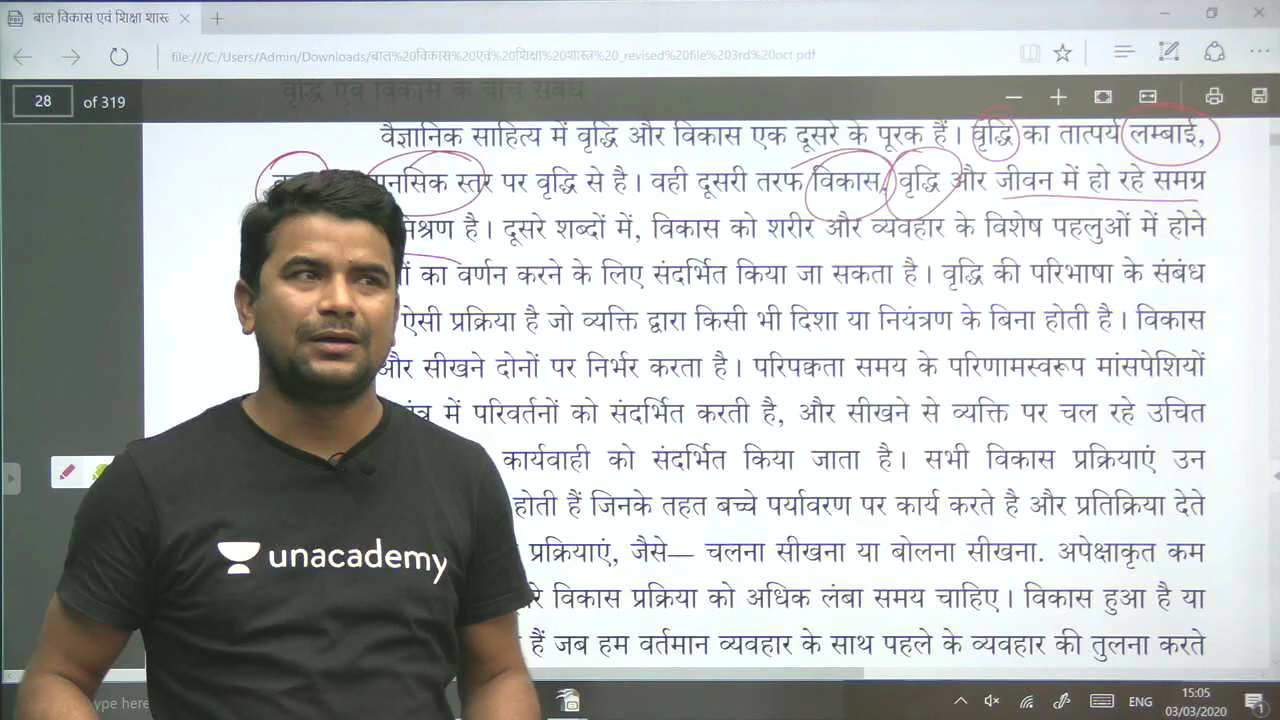 बाल विकास एवं शिक्षा शास्
file:///C:/Users/Admin/Downloads/बाल%20विकास%20एवं%20शिक्षा%20शास्त्र%20_revised%20file%203rd%20oct.pdf
28 of 319
वृद्धि एवं विकास के बीच संबंध
वैज्ञानिक साहित्य में वृद्धि और विकास एक दूसरे के पूरक हैं। वृद्धि का तात्पर्य लम्बाई,
मानसिक स्तर पर वृद्धि से है। वही दूसरी तरफ विकास, वृद्धि और जीवन में हो रहे समग्र
मिश्रण है। दूसरे शब्दों में, विकास को शरीर और व्यवहार के विशेष पहलुओं में होने
का वर्णन करने के लिए संदर्भित किया जा सकता है। वृद्धि की परिभाषा के संबंध
ऐसी प्रक्रिया है जो व्यक्ति द्वारा किसी भी दिशा या नियंत्रण के बिना होती है। विकास
और सीखने दोनों पर निर्भर करता है। परिपक्वता समय के परिणामस्वरूप मांसपेशियों
में परिवर्तनों को संदर्भित करती है, और सीखने से व्यक्ति पर चल रहे उचित
कार्यवाही को संदर्भित किया जाता है। सभी विकास प्रक्रियाएं उन
होती हैं जिनके तहत बच्चे पर्यावरण पर कार्य करते है और प्रतिक्रिया देते
प्रक्रियाएं, जैसे— चलना सीखना या बोलना सीखना. अपेक्षाकृत कम
विकास प्रक्रिया को अधिक लंबा समय चाहिए। विकास हुआ है या
हैं जब हम वर्तमान व्यवहार के साथ पहले के व्यवहार की तुलना करते
unacademy
type here
ENG
15:05
03/03/2020
1